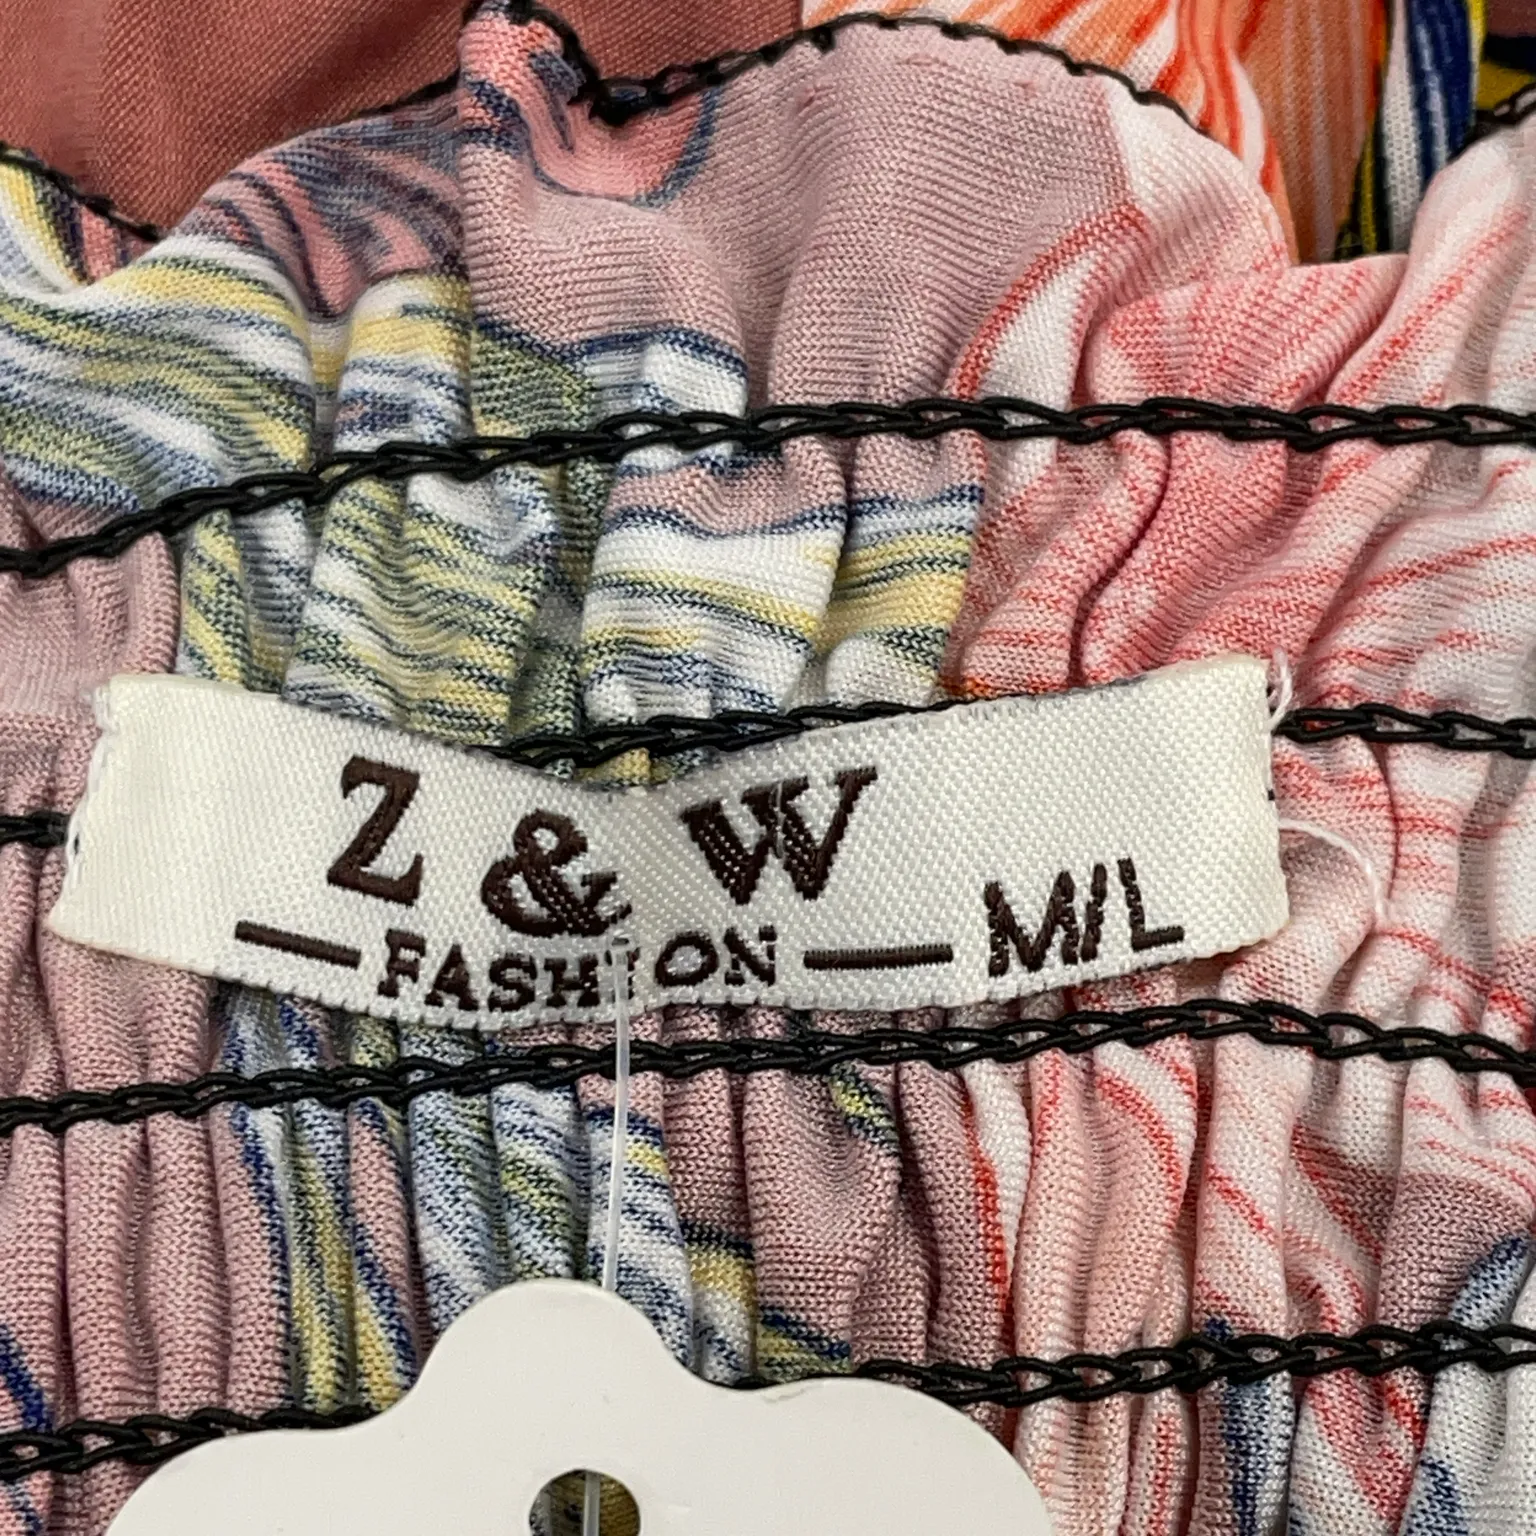 Z & W
— FASHION — M/L